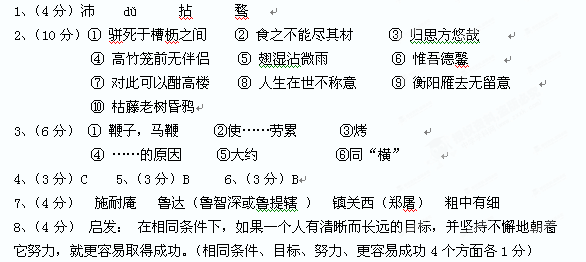 1、（4分）沛　dǔ　掂　骛
2、（10分）① 骈死于槽枥之间　② 食之不能尽其材　③ 归思方悠哉
④ 高竹笼前无伴侣　⑤ 翅湿沾微雨　⑥ 惟吾德馨
⑦ 对此可以酣高楼　⑧ 人生在世不称意　⑨ 衡阳雁去无留意
⑩ 枯藤老树昏鸦
3、（6分） ① 鞭子，马鞭　②使……劳累　③烤
④ ……的原因　⑤大约　⑥同“横”
4、（3分）C　5、（3分）B　6、（3分）B
7、（4分）　施耐庵　鲁达（鲁智深或鲁提辖 ）　镇关西（郑屠）　粗中有细
8、（4分） 启发： 在相同条件下，如果一个人有清晰而长远的目标，并坚持不懈地朝着
它努力，就更容易取得成功。（相同条件、目标、努力、更容易成功4个方面各1分）